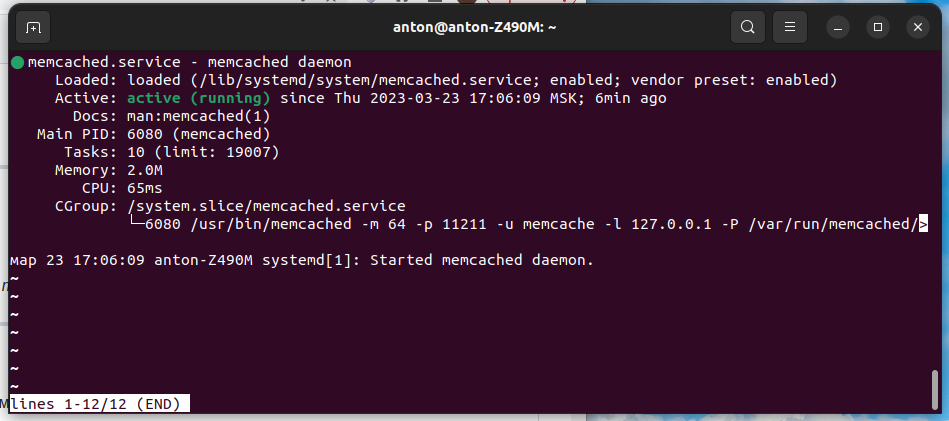 anton@anton-Z490M: ~
memcached.service - memcached daemon
Loaded: loaded (/lib/systemd/system/memcached.service; enabled; vendor preset: enabled)
Active: active (running) since Thu 2023-03-23 17:06:09 MSK; 6min ago
Docs: man:memcached(1)
Main PID: 6080 (memcached)
Tasks: 10 (limit: 19007)
Memory: 2.0M
CPU: 65ms
CGroup: /system.slice/memcached.service
└─6080 /usr/bin/memcached -m 64 -p 11211 -u memcache -l 127.0.0.1 -P /var/run/memcached/>
мар 23 17:06:09 anton-Z490M systemd[1]: Started memcached daemon.
~
~
~
~
~
~
~
lines 1-12/12 (END)